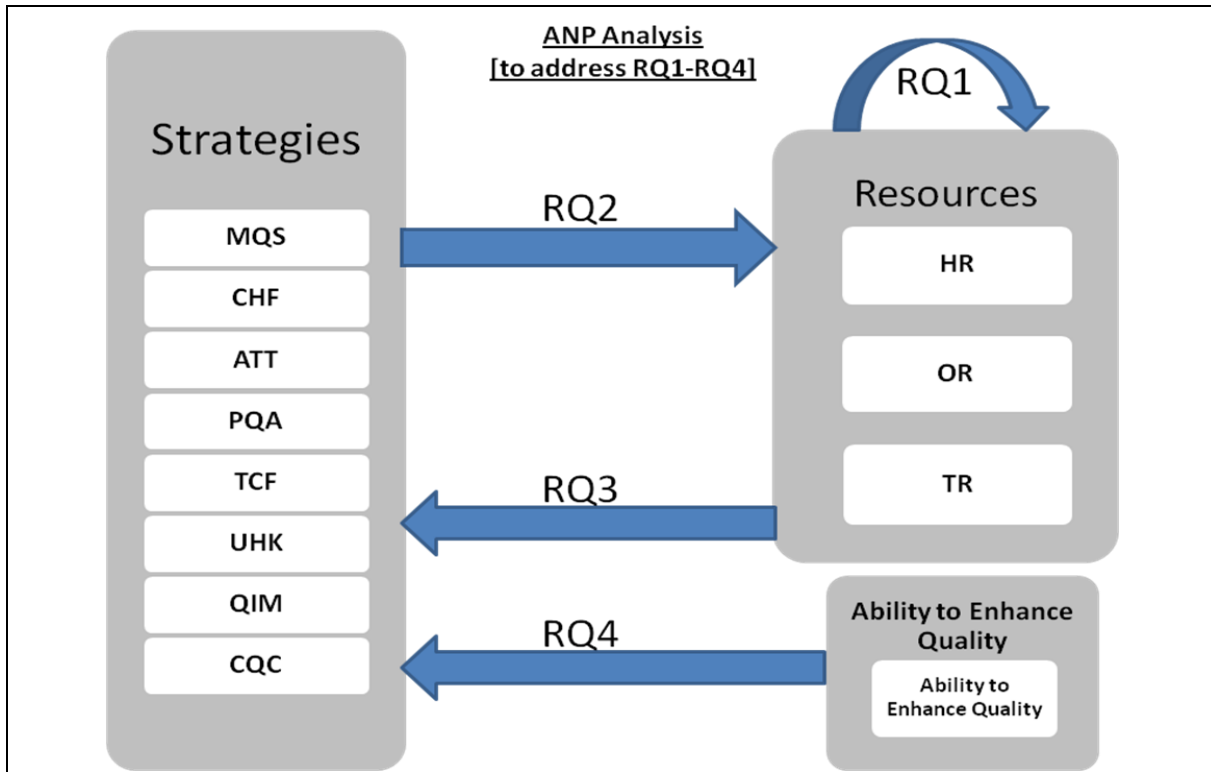 ANP Analysis
[to address RQ1-RQ4]
Strategies
MQS
CHF
ATT
PQA
TCF
UHK
QIM
CQC
RQ1
RQ2
RQ3
RQ4
Resources
HR
OR
TR
Ability to Enhance
Quality
Ability to
Enhance Quality